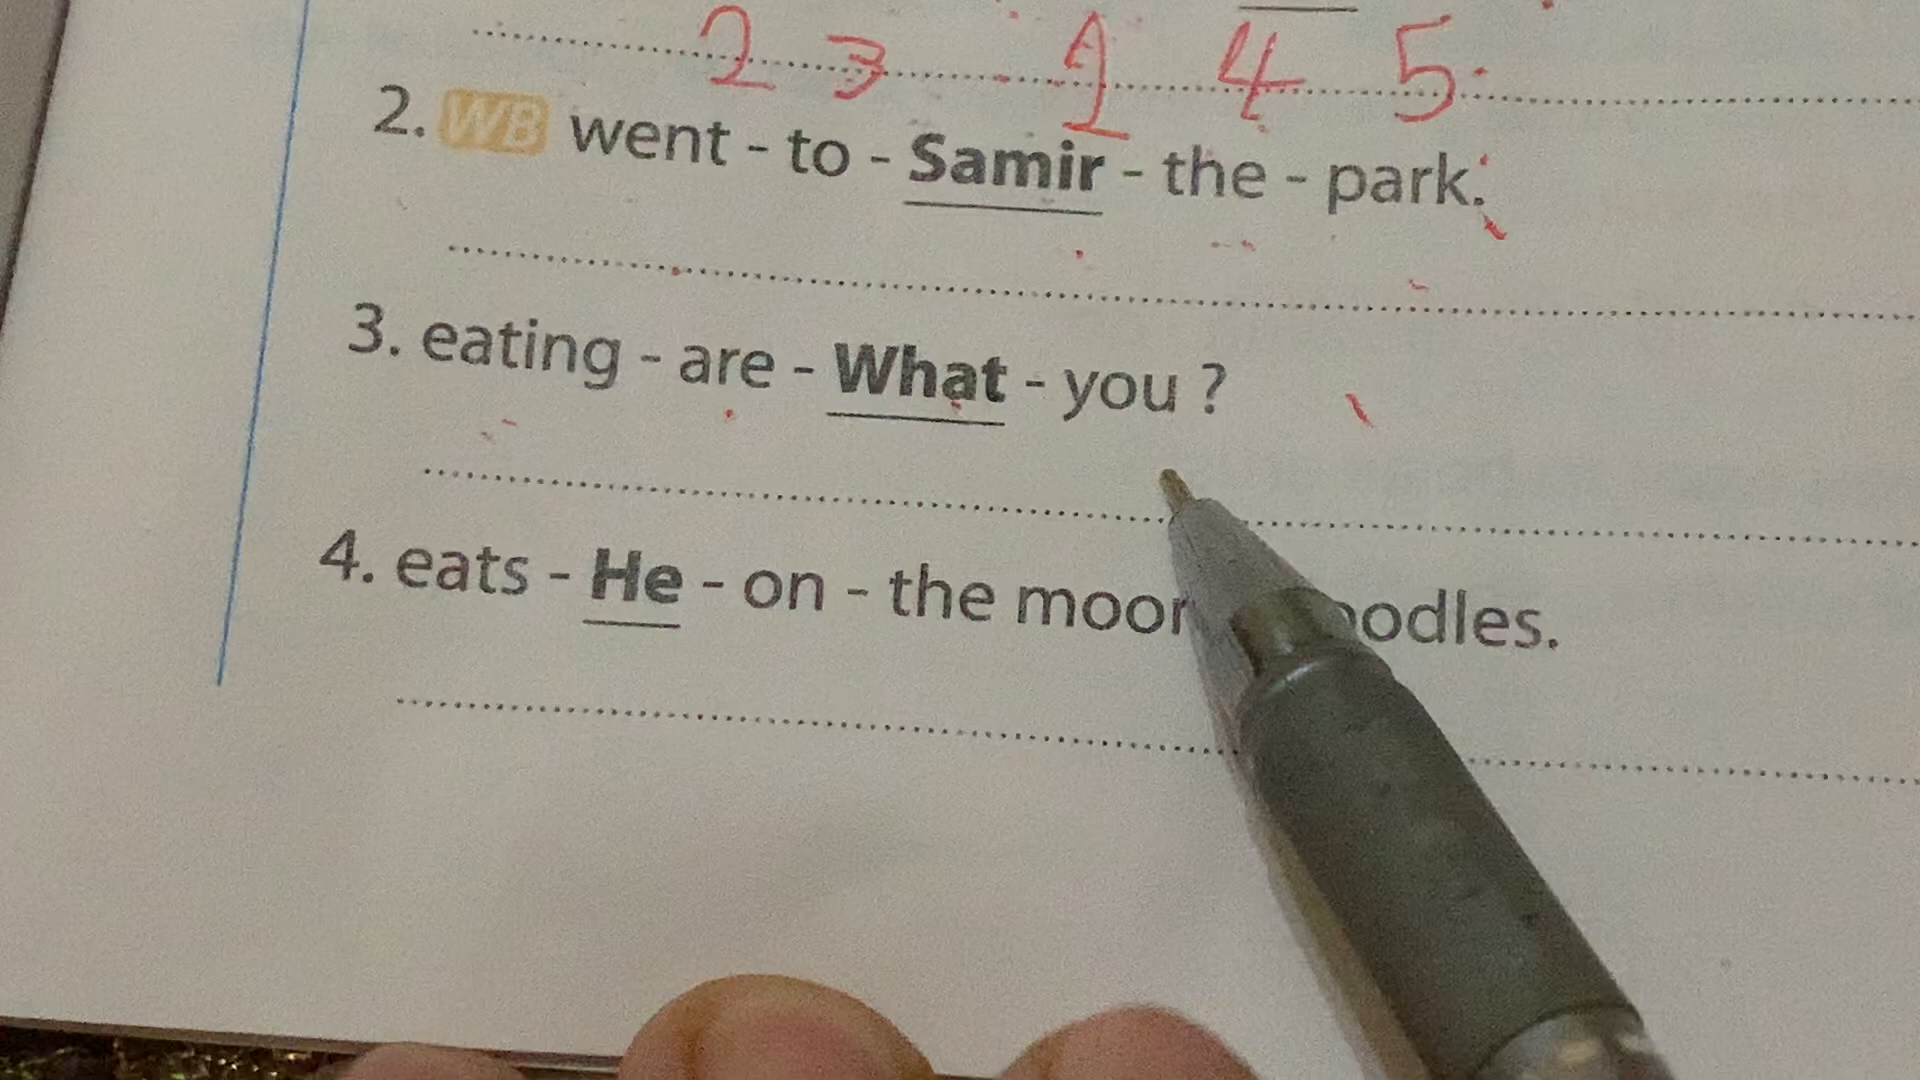 2 3 1 4 5.
2. WB went - to - Samir - the - park.
3. eating - are - What - you ?
4. eats - He - on - the moon oodles.